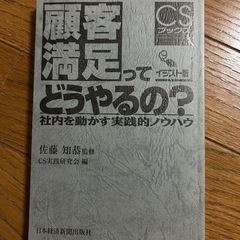 顧客
満足って
どうやるの?
社内を動かす実践的ノウハウ
CS
ブックス
イラスト版
佐藤 知恭 監修
CS実践研究会 編
日本経済新聞出版社